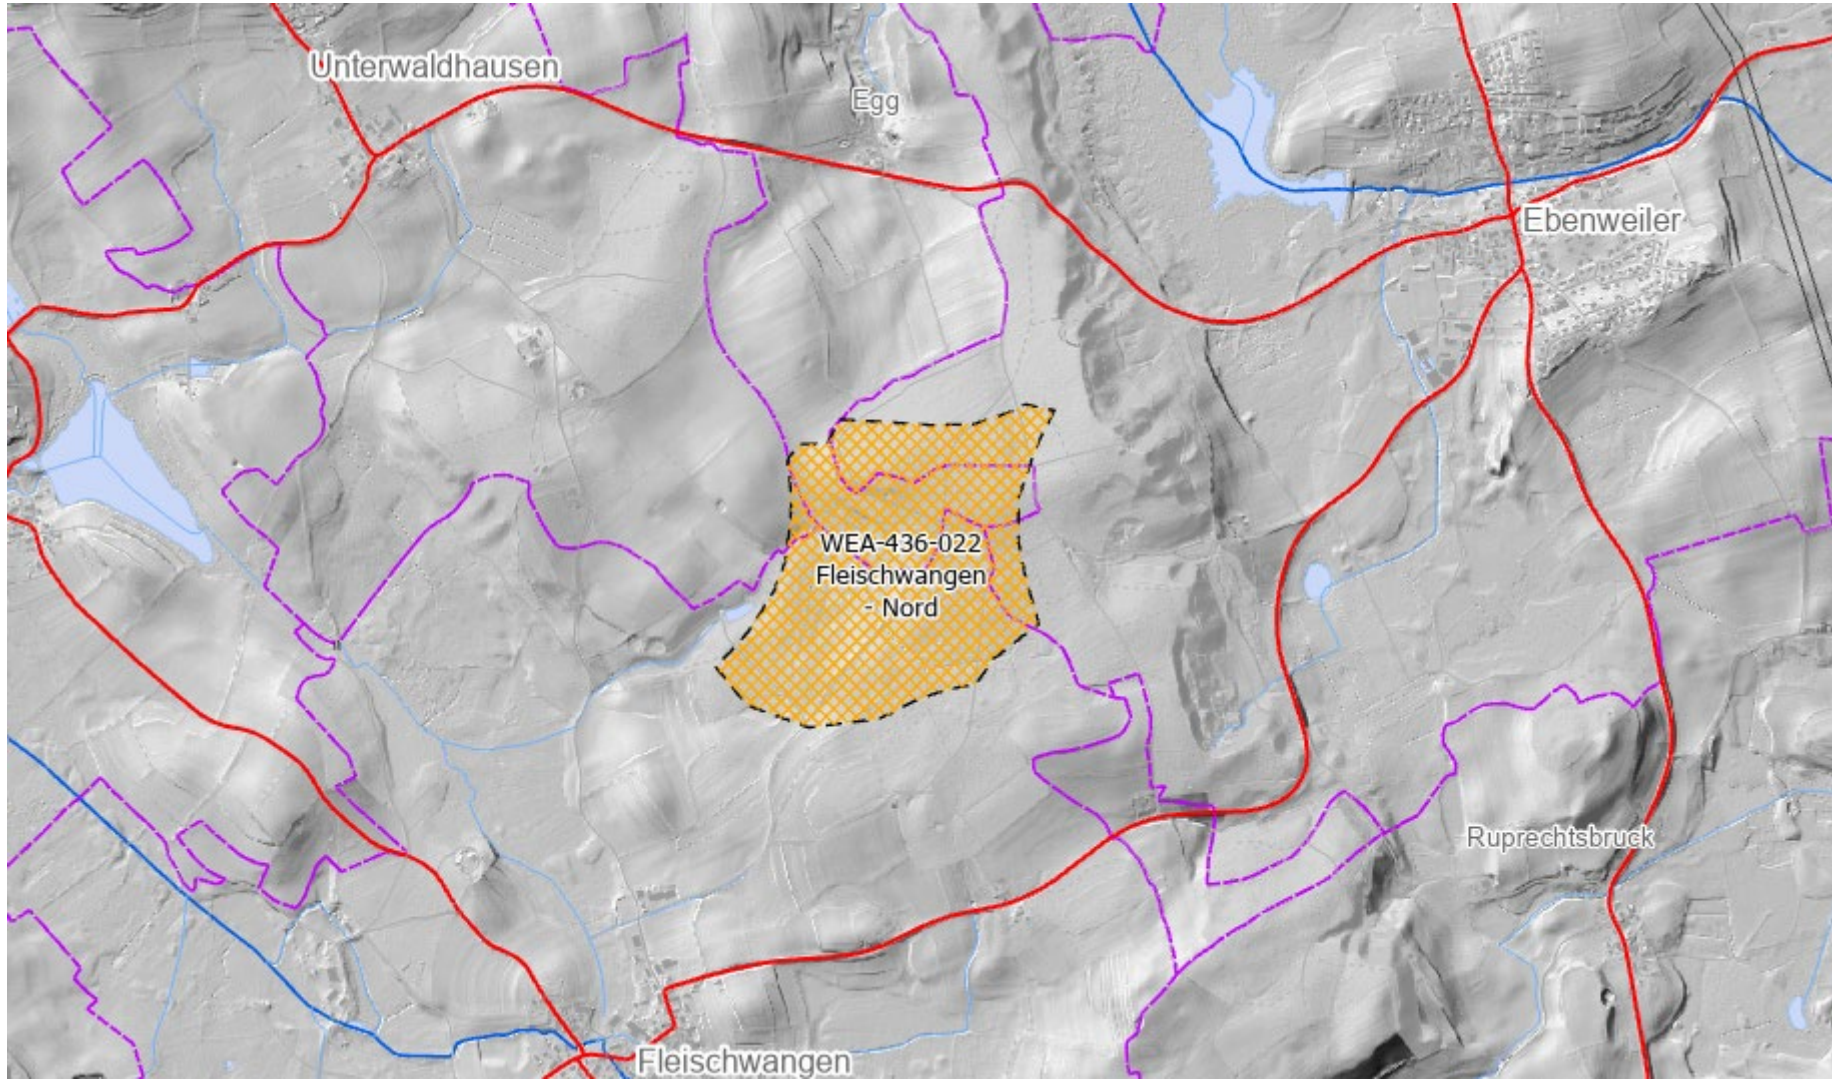 Unterwaldhausen
Egg
Ebenweiler
WEA-436-022
Fleischwangen
- Nord
Ruprechtsbruck
Fleischwangen